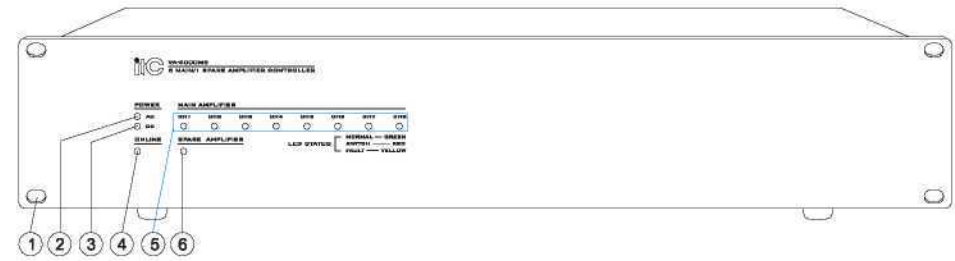 itC
VA-6000MS
8 MAIN/1 SPARE AMPLIFIER CONTROLLER
POWER
MAIN AMPLIFIER
AC
DC
ONLINE
SPARE AMPLIFIER
LED STATUS
NORMAL — GREEN
SWITCH — RED
FAULT — YELLOW
1 2 3 4 5 6